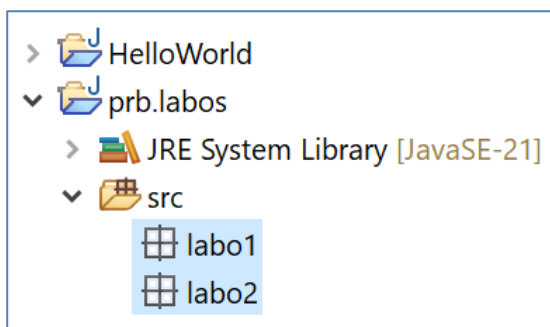 HelloWorld
prb.labos
JRE System Library [JavaSE-21]
src
labo1
labo2